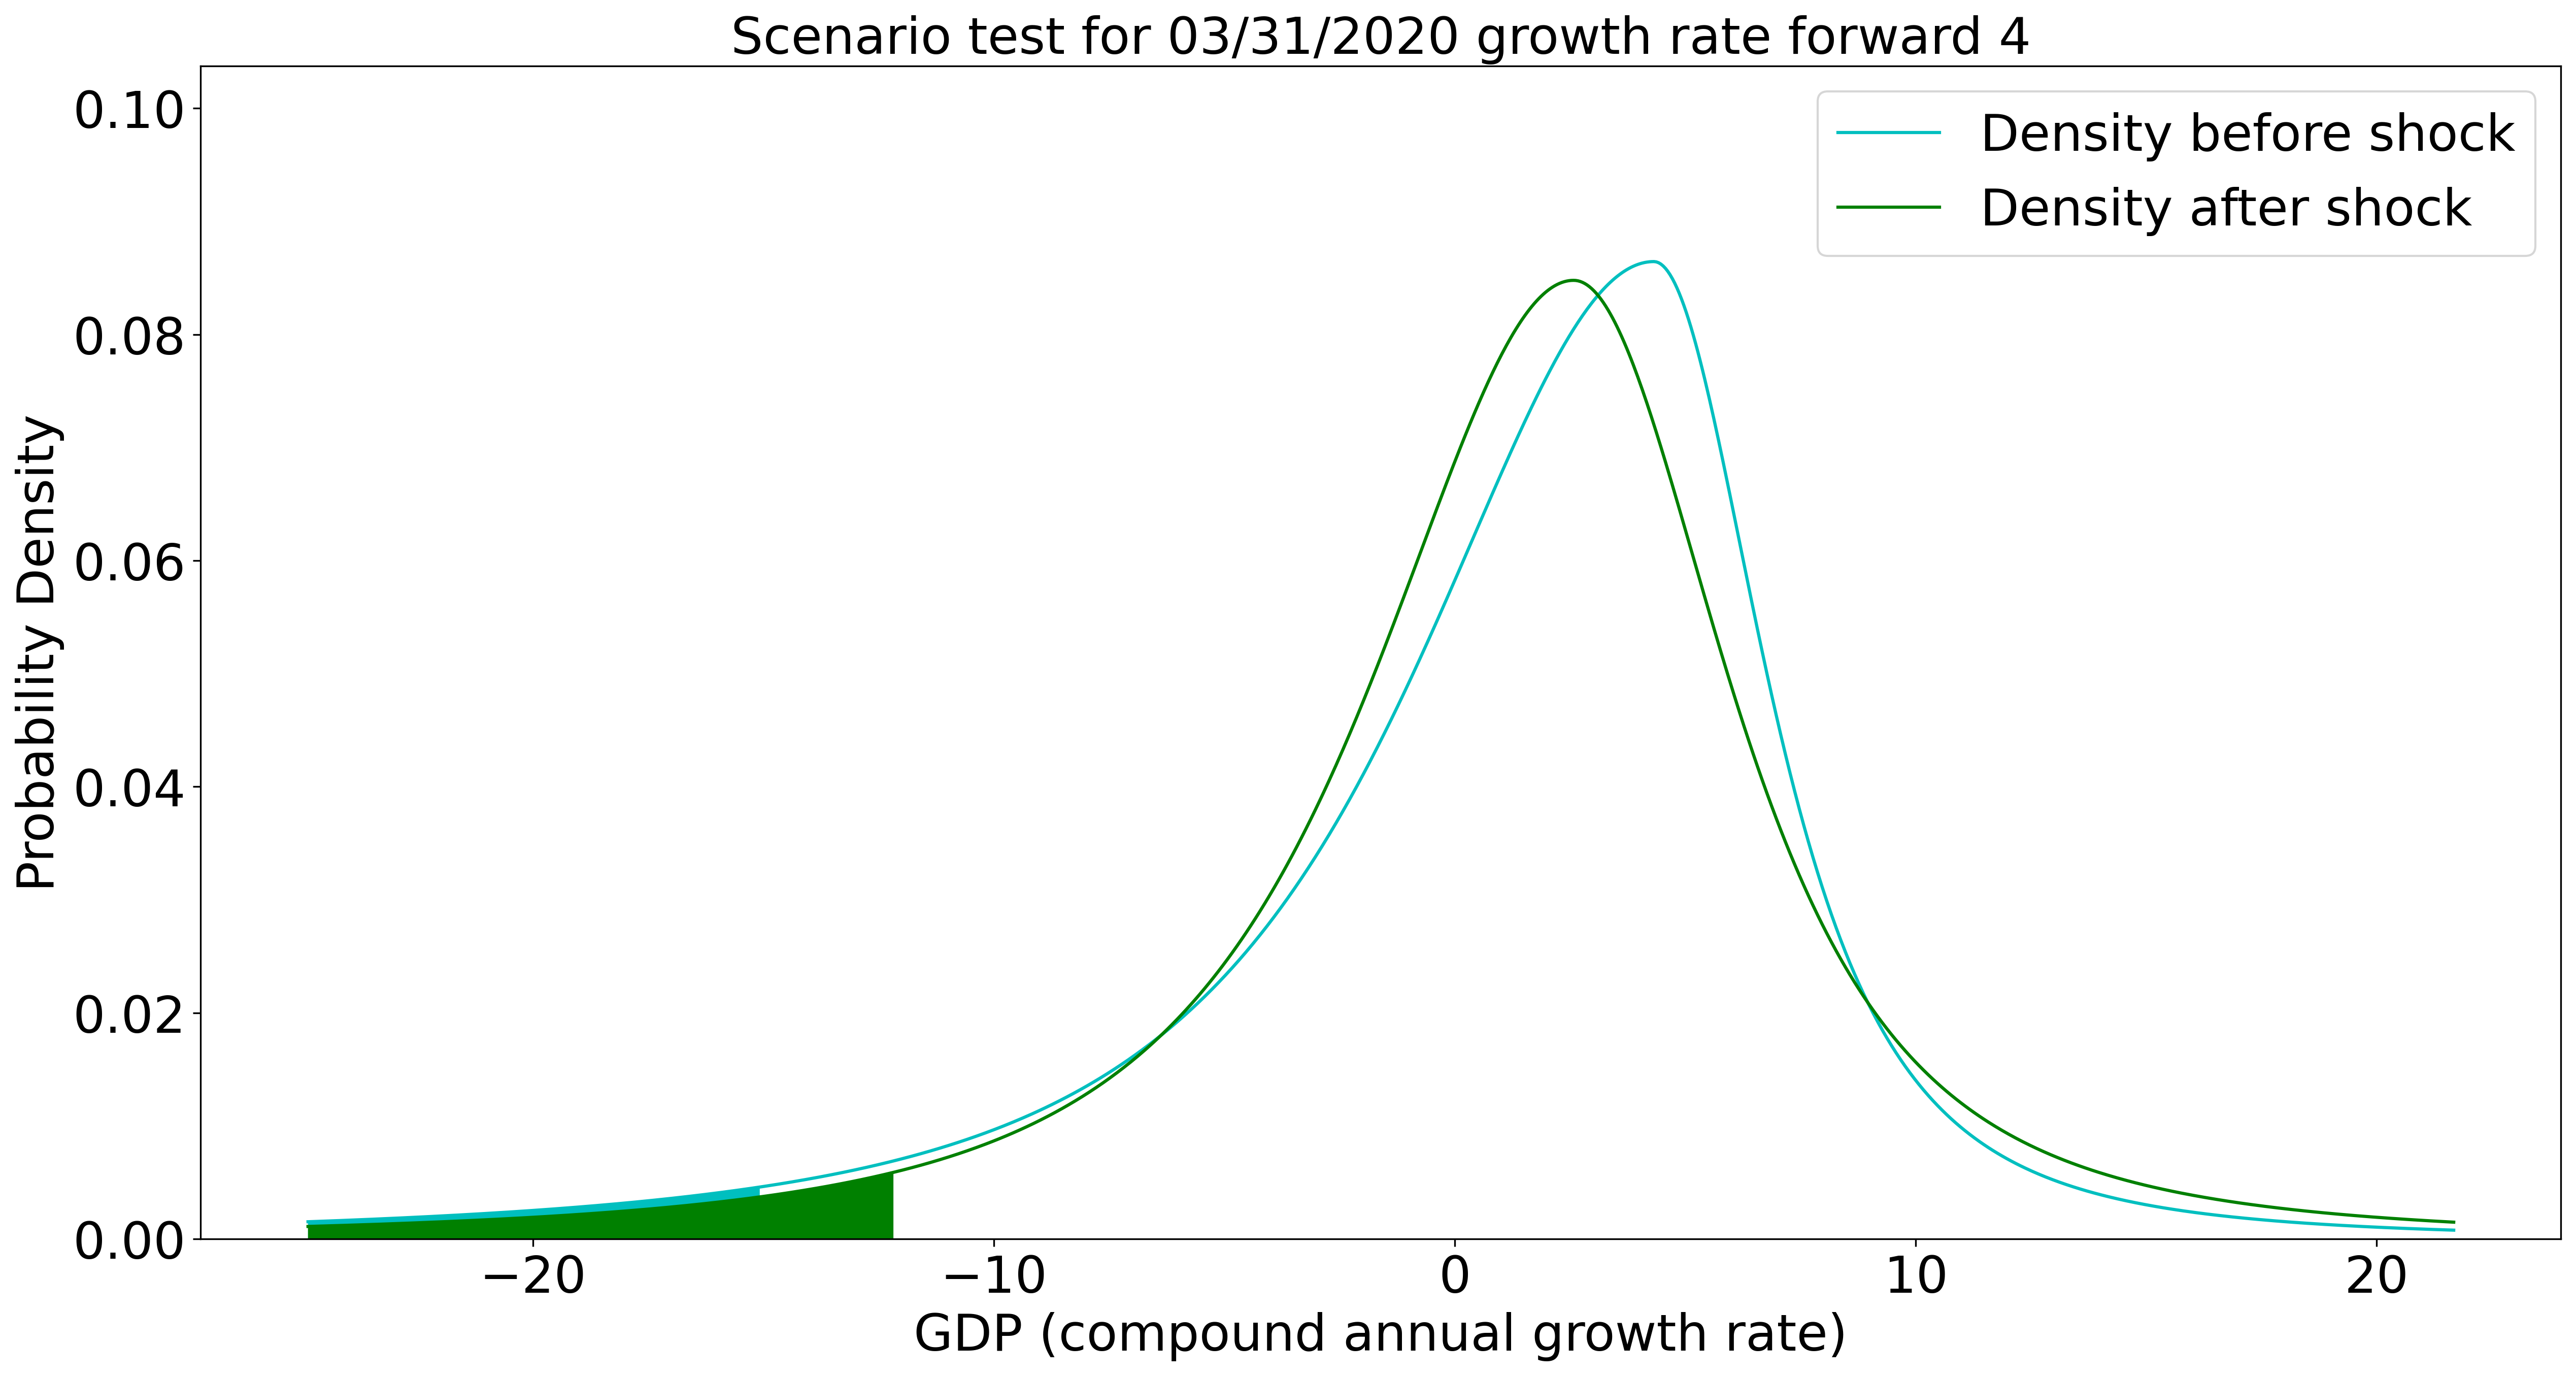 Scenario test for 03/31/2020 growth rate forward 4
Density before shock
Density after shock
Probability Density
0.10
0.08
0.06
0.04
0.02
0.00
−20
−10
0
10
20
GDP (compound annual growth rate)